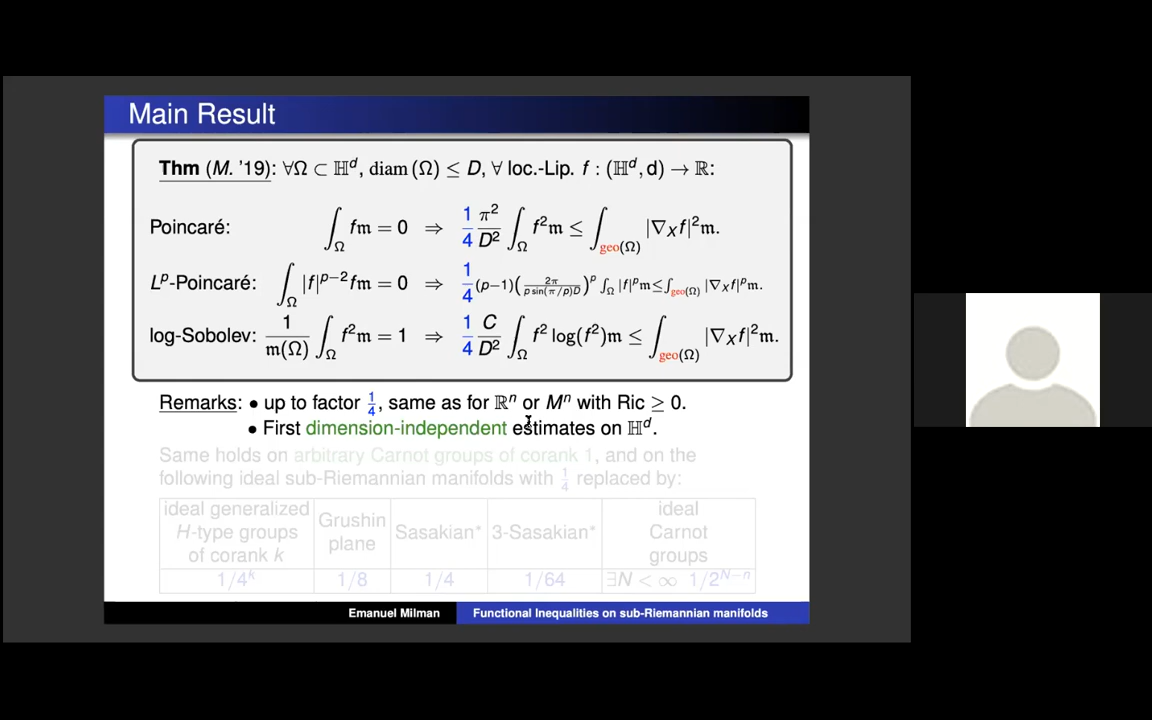 Main Result
Thm (M. '19): ∀Ω ⊂ ℍ^d, diam (Ω) ≤ D, ∀ loc.-Lip. f : (ℍ^d, d) → ℝ:
Poincaré: ∫_Ω f𝔪 = 0 ⇒ 1/4 π²/D² ∫_Ω f²𝔪 ≤ ∫_geo(Ω) |∇_X f|²𝔪.
L^p-Poincaré: ∫_Ω |f|^{p−2} f𝔪 = 0 ⇒ 1/4 (p−1)(2π/(p sin(π/p)D))^p ∫_Ω |f|^p 𝔪 ≤ ∫_geo(Ω) |∇_X f|^p 𝔪.
log-Sobolev: 1/𝔪(Ω) ∫_Ω f²𝔪 = 1 ⇒ 1/4 C/D² ∫_Ω f² log(f²)𝔪 ≤ ∫_geo(Ω) |∇_X f|²𝔪.
Remarks: • up to factor 1/4, same as for ℝ^n or M^n with Ric ≥ 0.
• First dimension-independent estimates on ℍ^d.
Same holds on arbitrary Carnot groups of corank 1, and on the
following ideal sub-Riemannian manifolds with 1/4 replaced by:
ideal generalized H-type groups of corank k | Grushin plane | Sasakian* | 3-Sasakian* | ideal Carnot groups
1/4^k | 1/8 | 1/4 | 1/64 | ∃N < ∞ 1/2^{N−n}
Emanuel Milman Functional Inequalities on sub-Riemannian manifolds